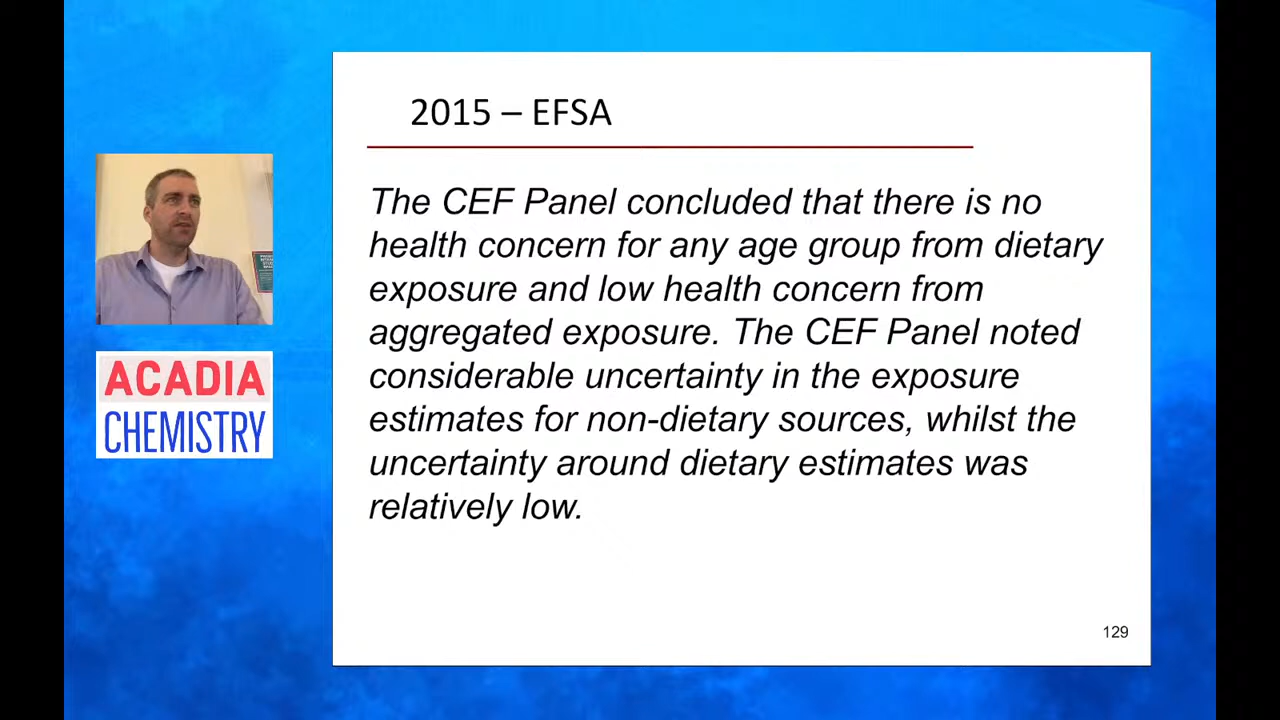 2015 – EFSA
The CEF Panel concluded that there is no
health concern for any age group from dietary
exposure and low health concern from
aggregated exposure. The CEF Panel noted
considerable uncertainty in the exposure
estimates for non-dietary sources, whilst the
uncertainty around dietary estimates was
relatively low.
ACADIA
CHEMISTRY
129